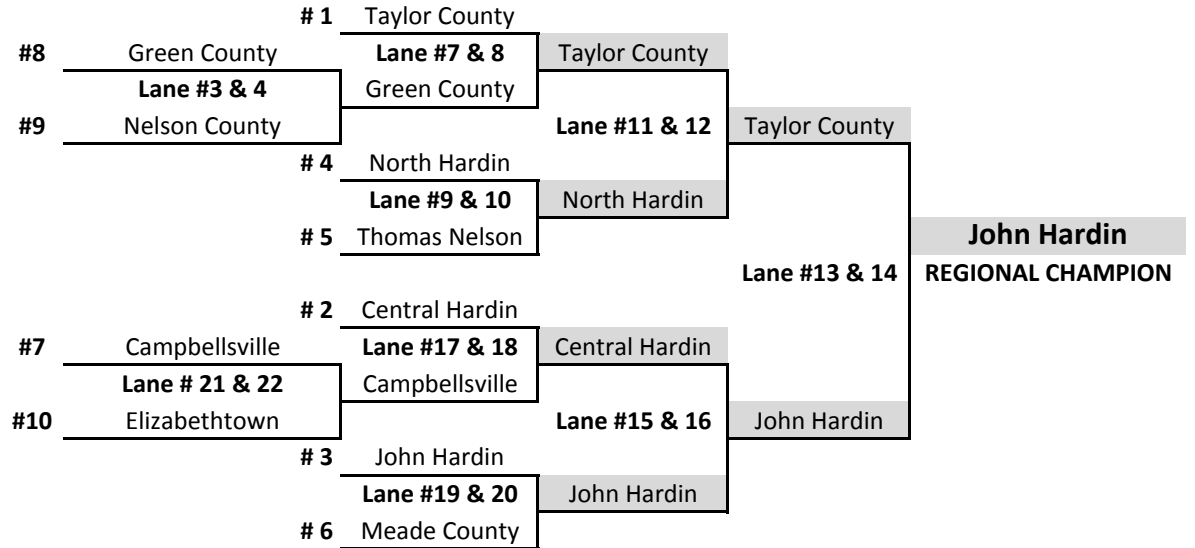 # 1 Taylor County
#8 Green County Lane #7 & 8 Taylor County
Lane #3 & 4 Green County
#9 Nelson County Lane #11 & 12 Taylor County
# 4 North Hardin
Lane #9 & 10 North Hardin
# 5 Thomas Nelson John Hardin
Lane #13 & 14 REGIONAL CHAMPION
# 2 Central Hardin
#7 Campbellsville Lane #17 & 18 Central Hardin
Lane # 21 & 22 Campbellsville
#10 Elizabethtown Lane #15 & 16 John Hardin
# 3 John Hardin
Lane #19 & 20 John Hardin
# 6 Meade County